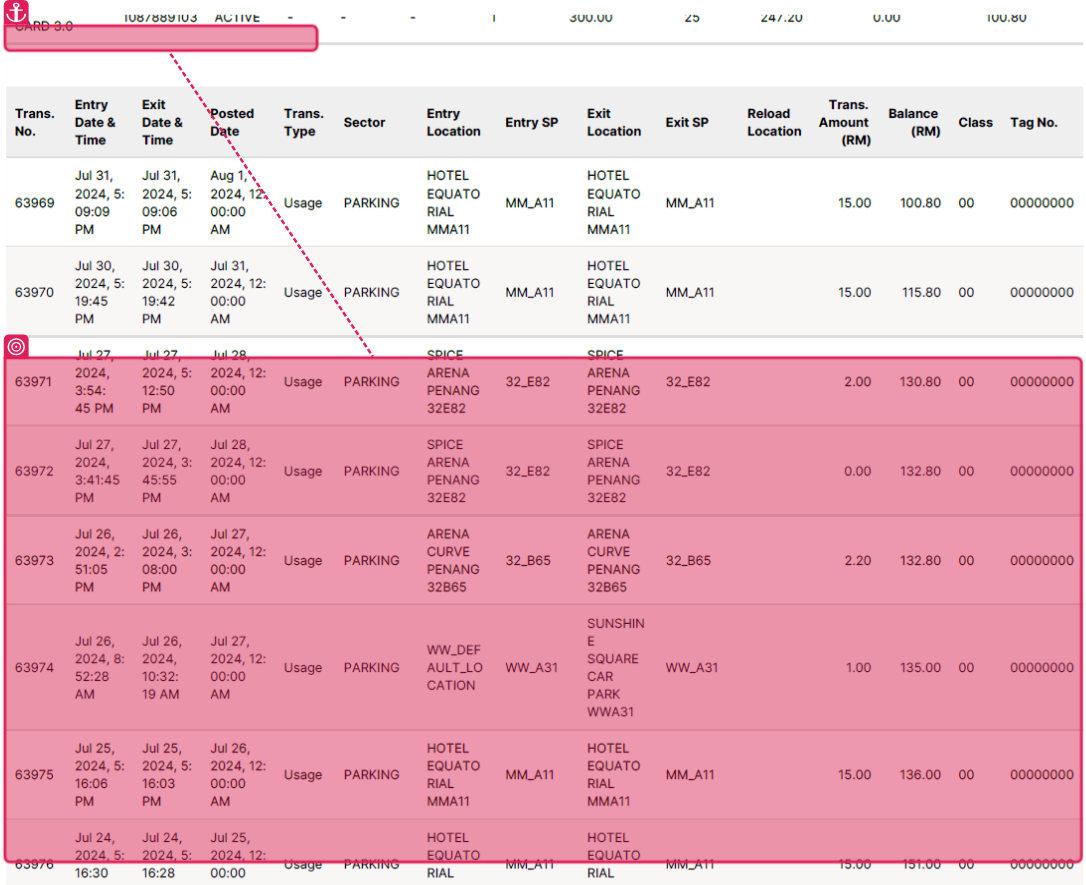 CARD 3.0 1087889103 ACTIVE - - - 1 300.00 25 247.20 0.00 100.80
Trans. No. Entry Date & Time Exit Date & Time Posted Date Trans. Type Sector Entry Location Entry SP Exit Location Exit SP Reload Location Trans. Amount (RM) Balance (RM) Class Tag No.
63969 Jul 31, 2024, 5:09:09 PM Jul 31, 2024, 5:09:06 PM Aug 1, 2024, 12:00:00 AM Usage PARKING HOTEL EQUATORIAL MMA11 MM_A11 HOTEL EQUATORIAL MMA11 MM_A11 15.00 100.80 00 00000000
63970 Jul 30, 2024, 5:19:45 PM Jul 30, 2024, 5:19:42 PM Jul 31, 2024, 12:00:00 AM Usage PARKING HOTEL EQUATORIAL MMA11 MM_A11 HOTEL EQUATORIAL MMA11 MM_A11 15.00 115.80 00 00000000
63971 Jul 27, 2024, 3:54:45 PM Jul 27, 2024, 5:12:50 PM Jul 28, 2024, 12:00:00 AM Usage PARKING SPICE ARENA PENANG 32E82 32_E82 SPICE ARENA PENANG 32E82 32_E82 2.00 130.80 00 00000000
63972 Jul 27, 2024, 3:41:45 PM Jul 27, 2024, 3:45:55 PM Jul 28, 2024, 12:00:00 AM Usage PARKING SPICE ARENA PENANG 32E82 32_E82 SPICE ARENA PENANG 32E82 32_E82 0.00 132.80 00 00000000
63973 Jul 26, 2024, 2:51:05 PM Jul 26, 2024, 3:08:00 PM Jul 27, 2024, 12:00:00 AM Usage PARKING ARENA CURVE PENANG 32B65 32_B65 ARENA CURVE PENANG 32B65 32_B65 2.20 132.80 00 00000000
63974 Jul 26, 2024, 8:52:28 AM Jul 26, 2024, 10:32:19 AM Jul 27, 2024, 12:00:00 AM Usage PARKING WW_DEFAULT_LOCATION WW_A31 SUNSHINE SQUARE CAR PARK WWA31 WW_A31 1.00 135.00 00 00000000
63975 Jul 25, 2024, 5:16:06 PM Jul 25, 2024, 5:16:03 PM Jul 26, 2024, 12:00:00 AM Usage PARKING HOTEL EQUATORIAL MMA11 MM_A11 HOTEL EQUATORIAL MMA11 MM_A11 15.00 136.00 00 00000000
63976 Jul 24, 2024, 5:16:30 Jul 24, 2024, 5:16:28 Jul 25, 2024, 12:00:00 Usage PARKING HOTEL EQUATORIAL MM_A11 HOTEL EQUATORIAL MM_A11 15.00 151.00 00 00000000